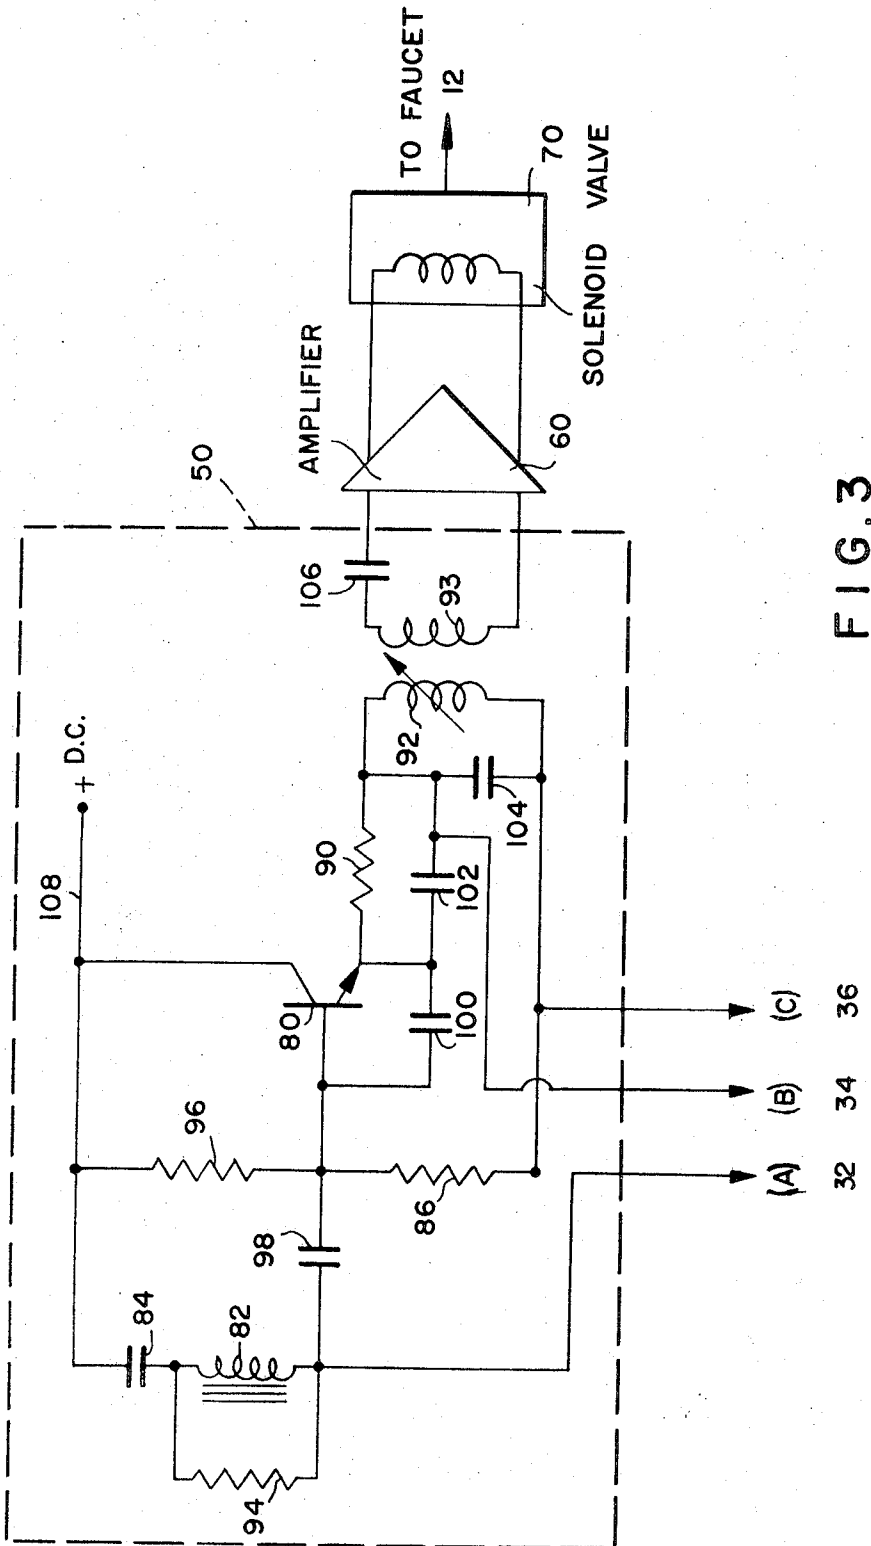 50
108
+ D.C.
96
84
82
98
94
86
80
90
100
102
104
92
93
106
AMPLIFIER
60
SOLENOID VALVE
70
TO FAUCET
12
(A)
32
(B)
34
(C)
36
FIG. 3